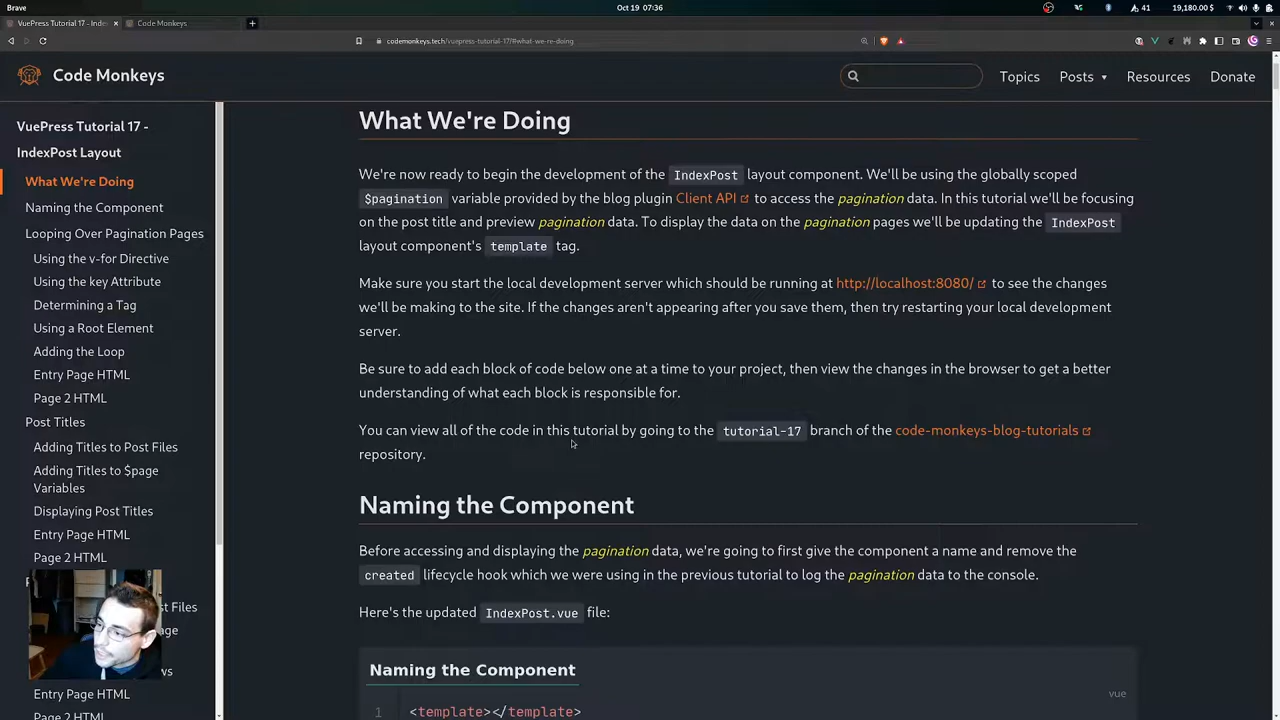 Brave
Oct 19 07:36
41
19,180.00 $
VuePress Tutorial 17 - Inde
Code Monkeys
codemonkeys.tech/vuepress-tutorial-17/#what-we-re-doing
Code Monkeys
Topics
Posts
Resources
Donate
VuePress Tutorial 17 -
IndexPost Layout
What We're Doing
Naming the Component
Looping Over Pagination Pages
Using the v-for Directive
Using the key Attribute
Determining a Tag
Using a Root Element
Adding the Loop
Entry Page HTML
Page 2 HTML
Post Titles
Adding Titles to Post Files
Adding Titles to $page
Variables
Displaying Post Titles
Entry Page HTML
Page 2 HTML
st Files
age
ws
Entry Page HTML
Page 2 HTML
What We're Doing
We're now ready to begin the development of the IndexPost layout component. We'll be using the globally scoped
$pagination variable provided by the blog plugin Client API to access the pagination data. In this tutorial we'll be focusing
on the post title and preview pagination data. To display the data on the pagination pages we'll be updating the IndexPost
layout component's template tag.
Make sure you start the local development server which should be running at http://localhost:8080/ to see the changes
we'll be making to the site. If the changes aren't appearing after you save them, then try restarting your local development
server.
Be sure to add each block of code below one at a time to your project, then view the changes in the browser to get a better
understanding of what each block is responsible for.
You can view all of the code in this tutorial by going to the tutorial-17 branch of the code-monkeys-blog-tutorials
repository.
Naming the Component
Before accessing and displaying the pagination data, we're going to first give the component a name and remove the
created lifecycle hook which we were using in the previous tutorial to log the pagination data to the console.
Here's the updated IndexPost.vue file:
Naming the Component
vue
1 <template></template>